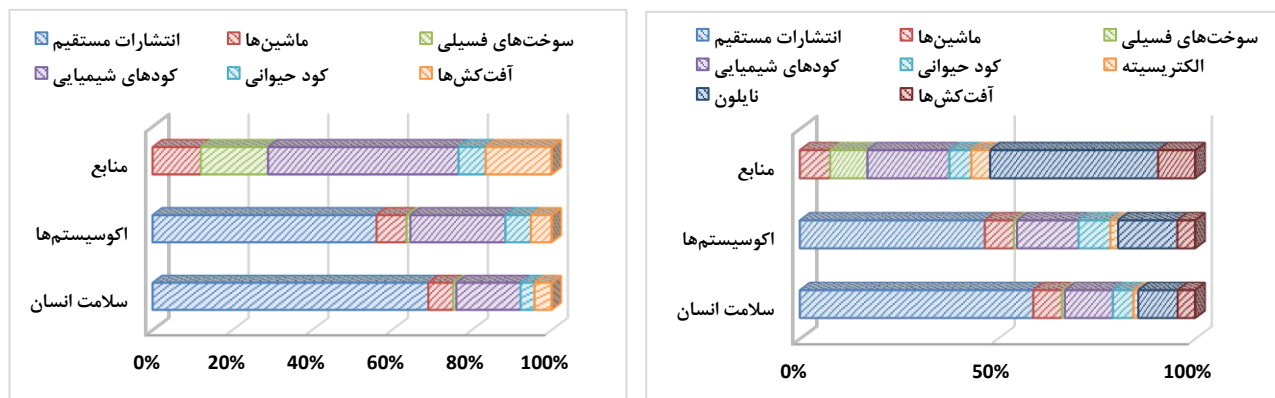 انتشارات مستقیم ماشین‌ها سوخت‌های فسیلی
کودهای شیمیایی کود حیوانی آفت‌کش‌ها
منابع
اکوسیستم‌ها
سلامت انسان
0% 20% 40% 60% 80% 100%
انتشارات مستقیم ماشین‌ها سوخت‌های فسیلی
کودهای شیمیایی کود حیوانی الکتریسیته
نایلون آفت‌کش‌ها
منابع
اکوسیستم‌ها
سلامت انسان
0% 50% 100%